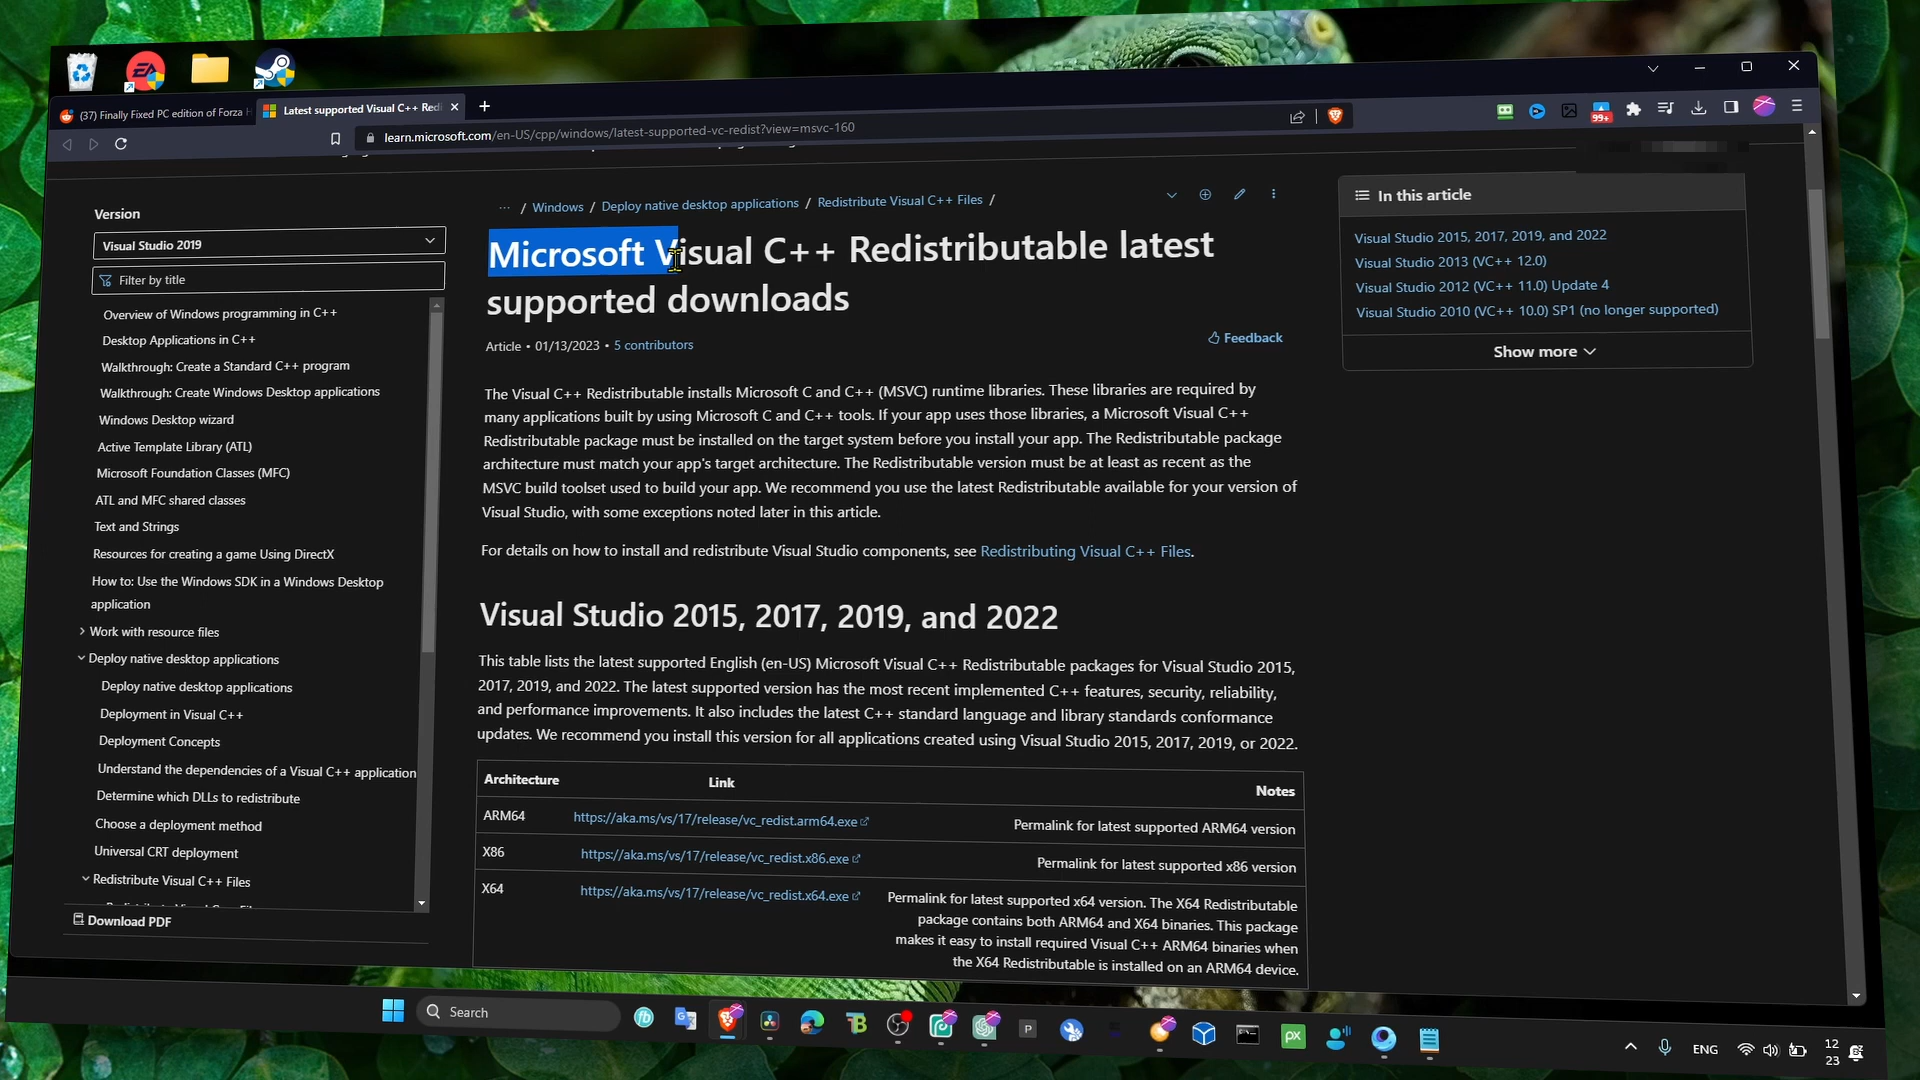 (37) Finally Fixed PC edition of Forza H
Latest supported Visual C++ Redi
learn.microsoft.com/en-US/cpp/windows/latest-supported-vc-redist?view=msvc-160
99+
Version
Visual Studio 2019
Filter by title
Overview of Windows programming in C++
Desktop Applications in C++
Walkthrough: Create a Standard C++ program
Walkthrough: Create Windows Desktop applications
Windows Desktop wizard
Active Template Library (ATL)
Microsoft Foundation Classes (MFC)
ATL and MFC shared classes
Text and Strings
Resources for creating a game Using DirectX
How to: Use the Windows SDK in a Windows Desktop
application
Work with resource files
Deploy native desktop applications
Deploy native desktop applications
Deployment in Visual C++
Deployment Concepts
Understand the dependencies of a Visual C++ application
Determine which DLLs to redistribute
Choose a deployment method
Universal CRT deployment
Redistribute Visual C++ Files
Download PDF
... / Windows / Deploy native desktop applications / Redistribute Visual C++ Files /
Microsoft Visual C++ Redistributable latest
supported downloads
Article • 01/13/2023 • 5 contributors
Feedback
The Visual C++ Redistributable installs Microsoft C and C++ (MSVC) runtime libraries. These libraries are required by
many applications built by using Microsoft C and C++ tools. If your app uses those libraries, a Microsoft Visual C++
Redistributable package must be installed on the target system before you install your app. The Redistributable package
architecture must match your app's target architecture. The Redistributable version must be at least as recent as the
MSVC build toolset used to build your app. We recommend you use the latest Redistributable available for your version of
Visual Studio, with some exceptions noted later in this article.
For details on how to install and redistribute Visual Studio components, see Redistributing Visual C++ Files.
Visual Studio 2015, 2017, 2019, and 2022
This table lists the latest supported English (en-US) Microsoft Visual C++ Redistributable packages for Visual Studio 2015,
2017, 2019, and 2022. The latest supported version has the most recent implemented C++ features, security, reliability,
and performance improvements. It also includes the latest C++ standard language and library standards conformance
updates. We recommend you install this version for all applications created using Visual Studio 2015, 2017, 2019, or 2022.
Architecture Link Notes
ARM64 https://aka.ms/vs/17/release/vc_redist.arm64.exe Permalink for latest supported ARM64 version
X86 https://aka.ms/vs/17/release/vc_redist.x86.exe Permalink for latest supported x86 version
X64 https://aka.ms/vs/17/release/vc_redist.x64.exe Permalink for latest supported x64 version. The X64 Redistributable
package contains both ARM64 and X64 binaries. This package
makes it easy to install required Visual C++ ARM64 binaries when
the X64 Redistributable is installed on an ARM64 device.
In this article
Visual Studio 2015, 2017, 2019, and 2022
Visual Studio 2013 (VC++ 12.0)
Visual Studio 2012 (VC++ 11.0) Update 4
Visual Studio 2010 (VC++ 10.0) SP1 (no longer supported)
Show more
Search
ENG
12
23